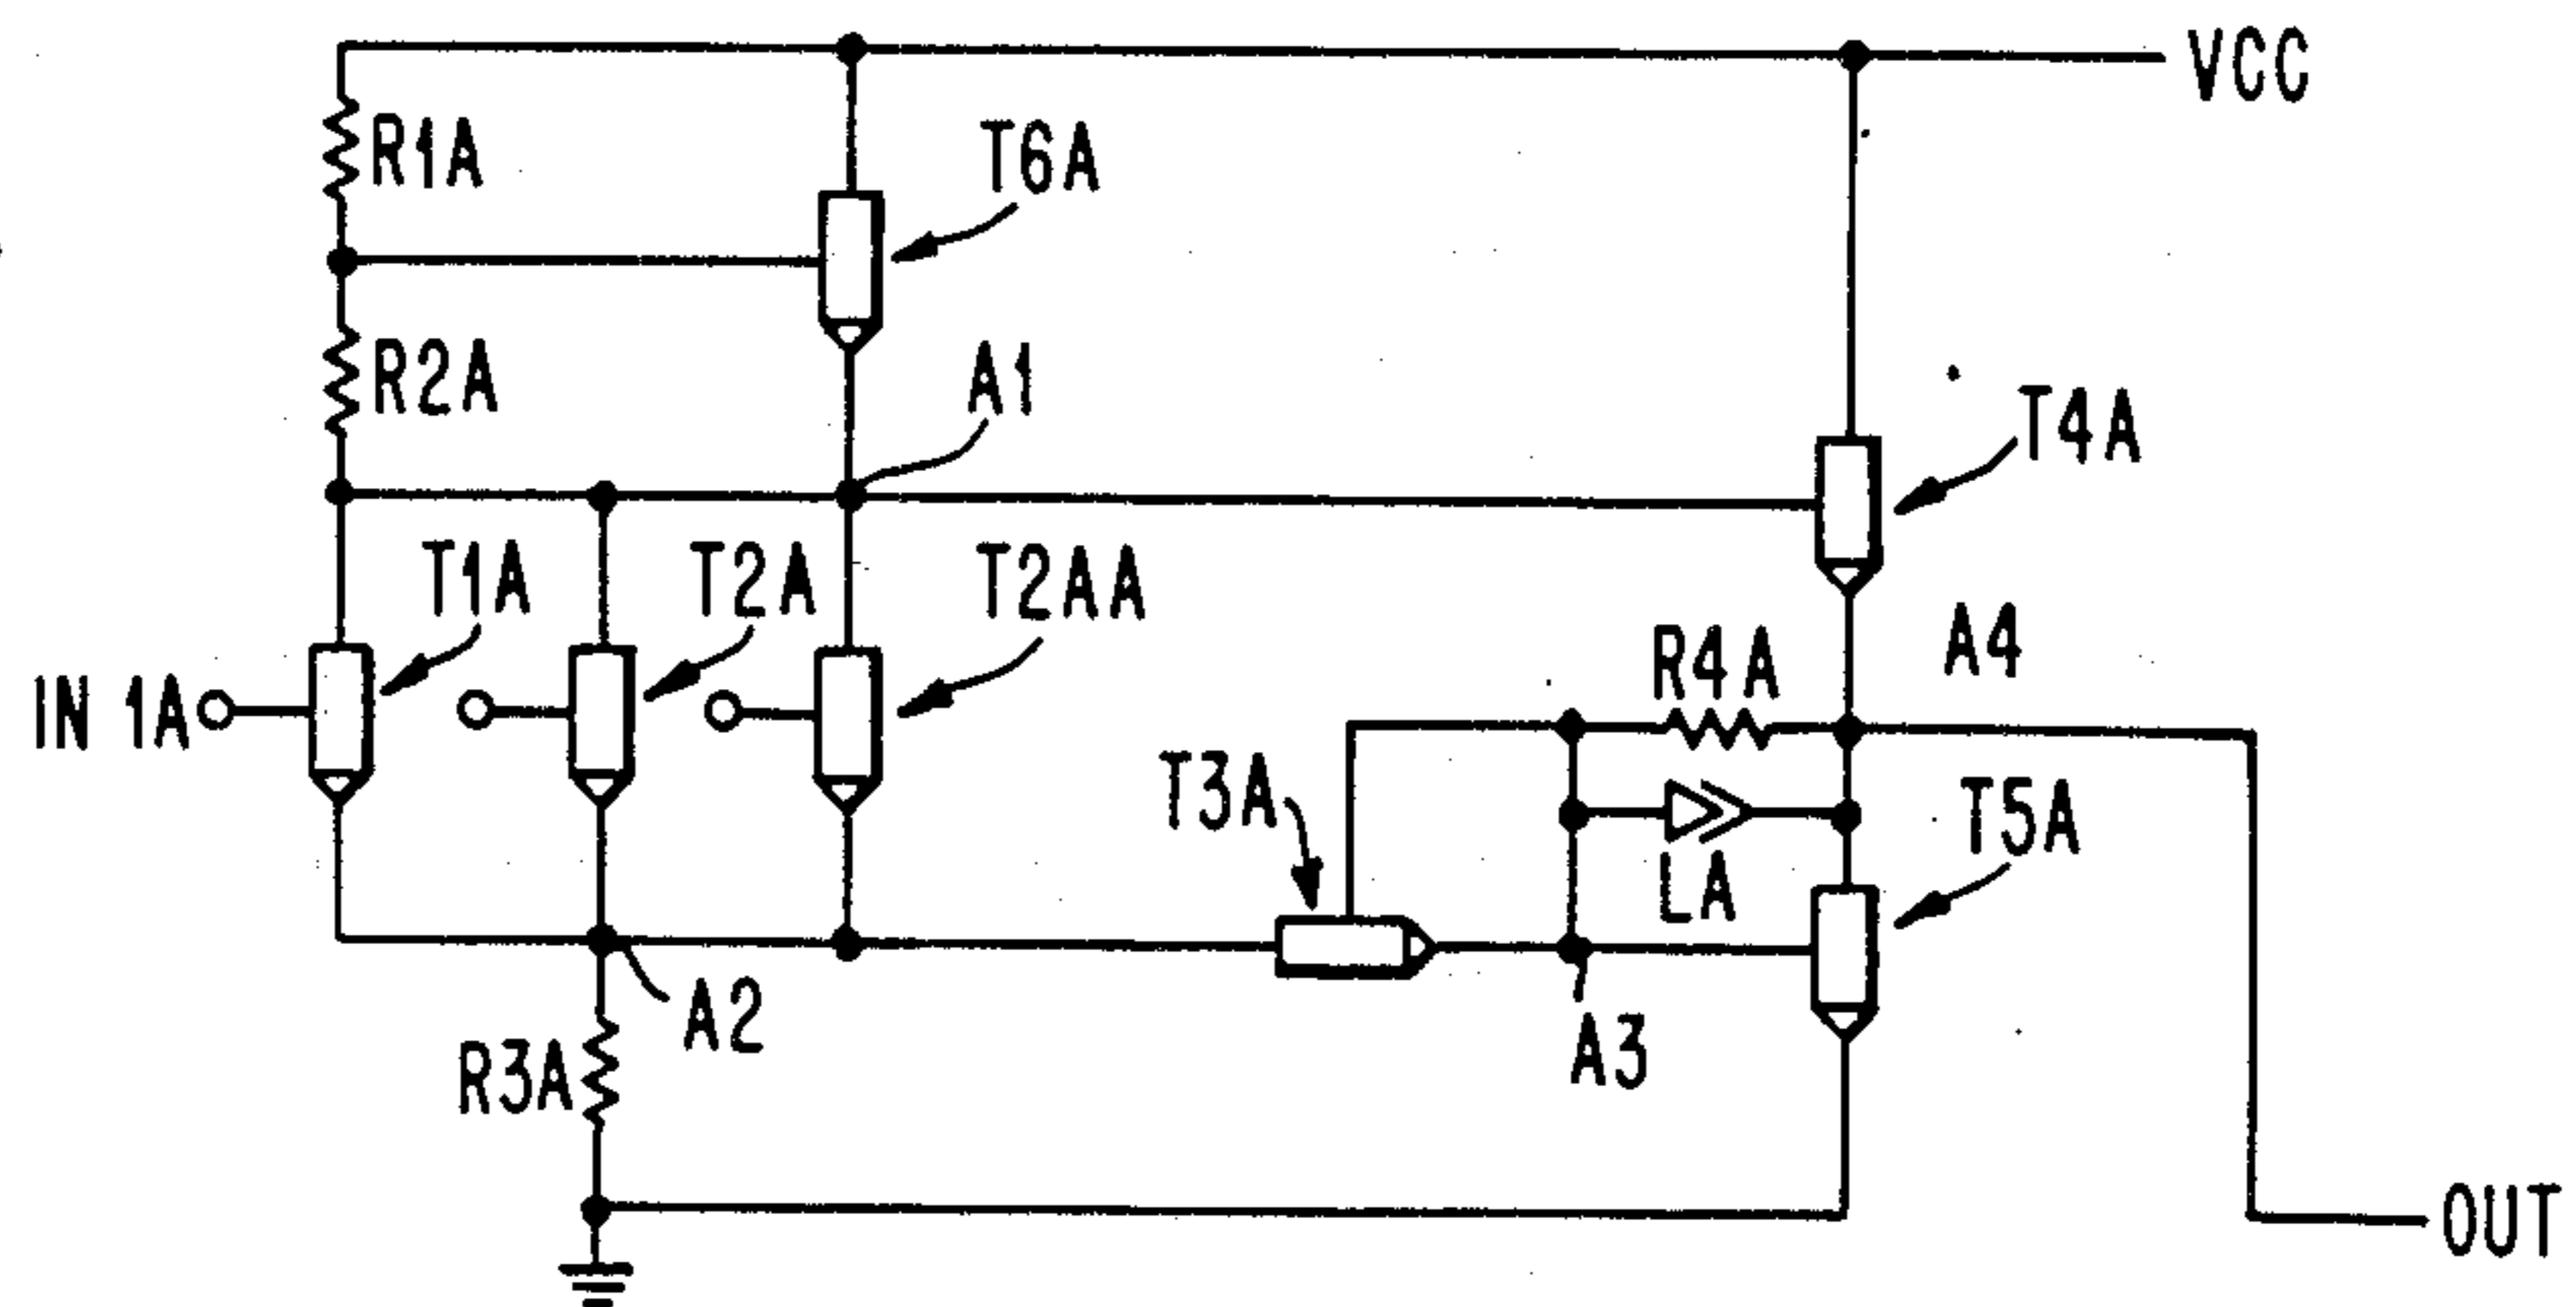 VCC
R1A
T6A
R2A
A1
T4A
T1A
T2A
T2AA
A4
R4A
IN 1A
T3A
T5A
LA
A2
A3
R3A
OUT